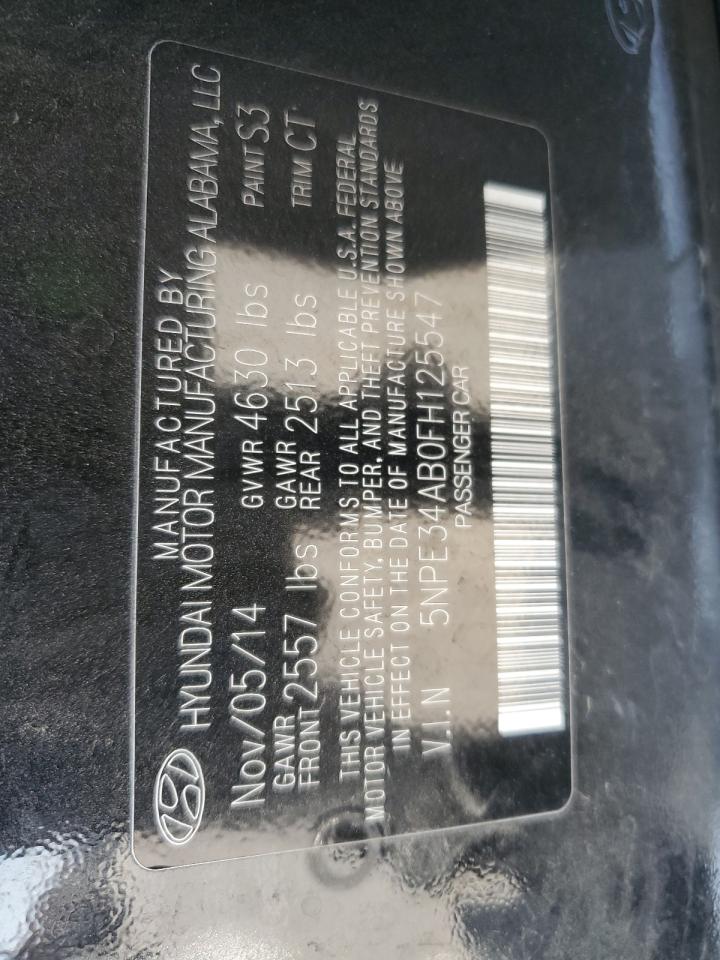 MANUFACTURED BY
HYUNDAI MOTOR MANUFACTURING ALABAMA, LLC
Nov/05/14 GVWR 4630 lbs PAINT S3
GAWR FRONT 2557 lbs GAWR REAR 2513 lbs TRIM CT
THIS VEHICLE CONFORMS TO ALL APPLICABLE U.S.A. FEDERAL
MOTOR VEHICLE SAFETY, BUMPER, AND THEFT PREVENTION STANDARDS
IN EFFECT ON THE DATE OF MANUFACTURE SHOWN ABOVE
V.I.N 5NPE34AB0FH125547
PASSENGER CAR